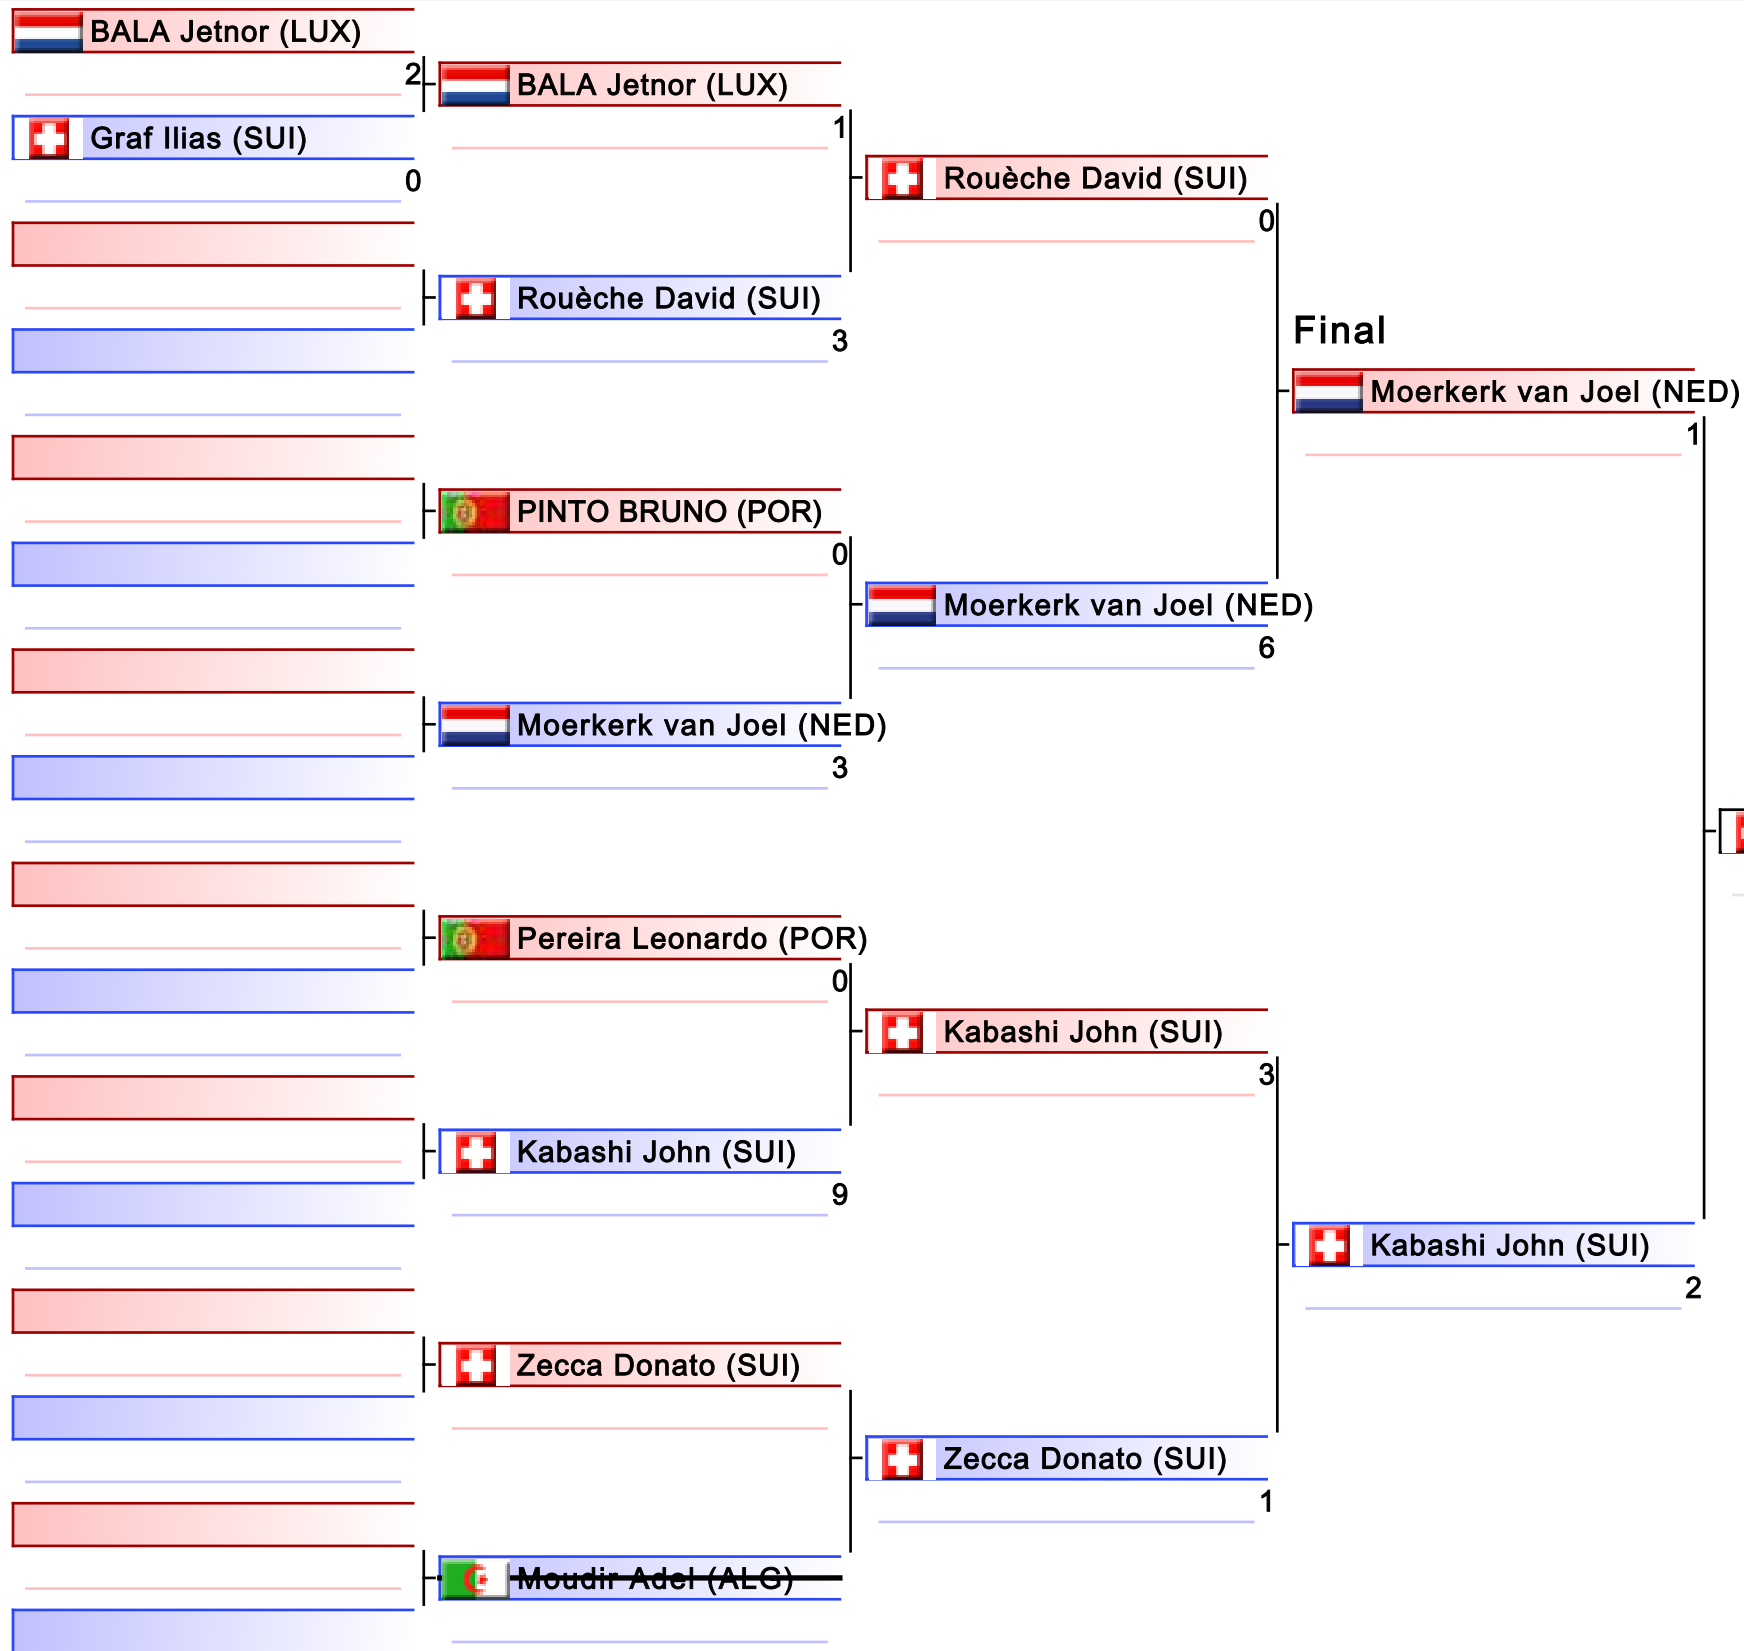 BALA Jetnor (LUX)
2
Graf Ilias (SUI)
0
BALA Jetnor (LUX)
1
Rouèche David (SUI)
3
PINTO BRUNO (POR)
0
Moerkerk van Joel (NED)
3
Pereira Leonardo (POR)
0
Kabashi John (SUI)
9
Zecca Donato (SUI)
Moudir Adel (ALG)
Rouèche David (SUI)
0
Moerkerk van Joel (NED)
6
Kabashi John (SUI)
3
Zecca Donato (SUI)
1
Final
Moerkerk van Joel (NED)
1
Kabashi John (SUI)
2